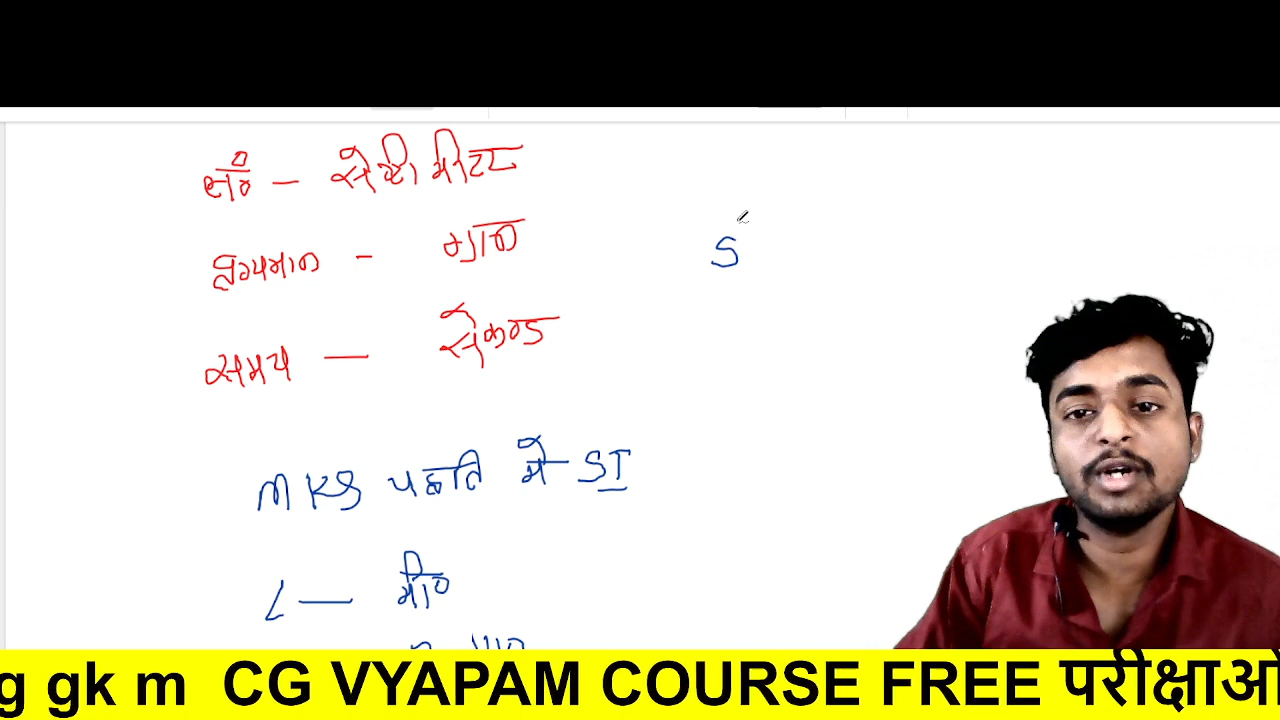 लं० – सेंटीमीटर
द्रव्यमान – ग्राम
समय – सेकण्ड
S
MKS पद्धति में SI
L – मी०
g gk m CG VYAPAM COURSE FREE परीक्षाओं